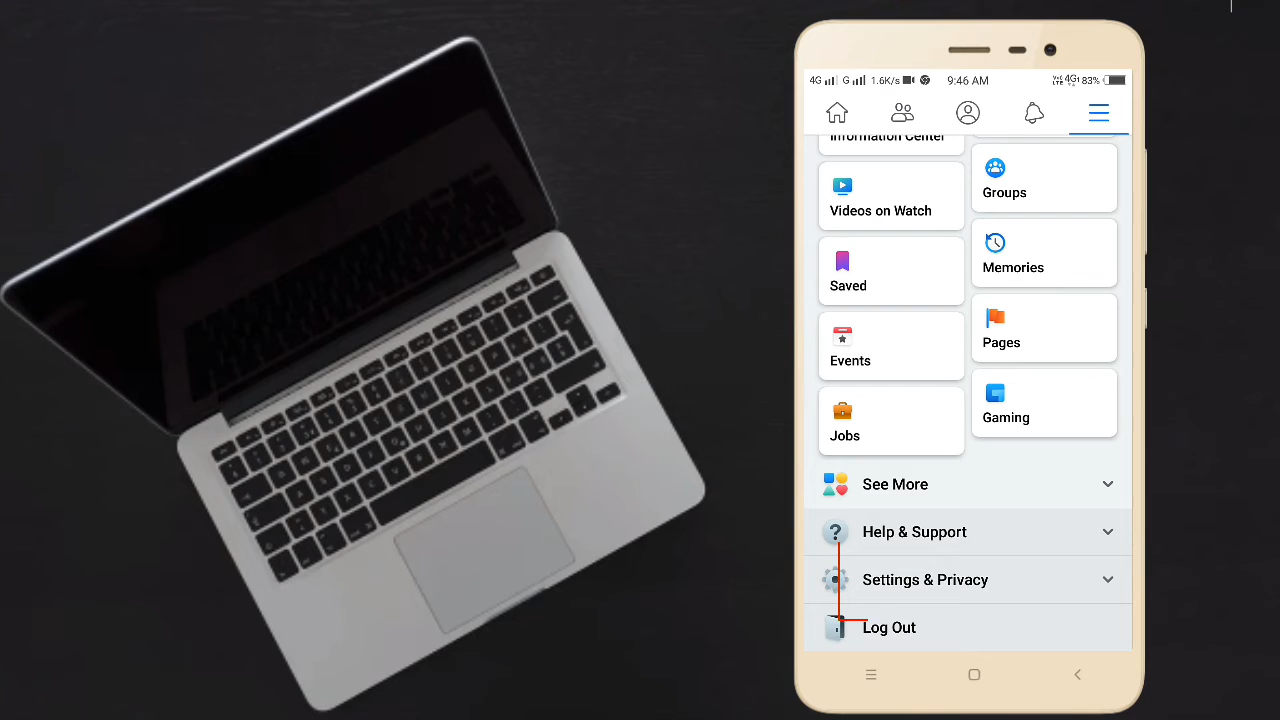 4G G 1.6K/s 9:46 AM 4G 83%
Information Center
Groups
Videos on Watch
Memories
Saved
Pages
Events
Gaming
Jobs
See More
? Help & Support
Settings & Privacy
Log Out